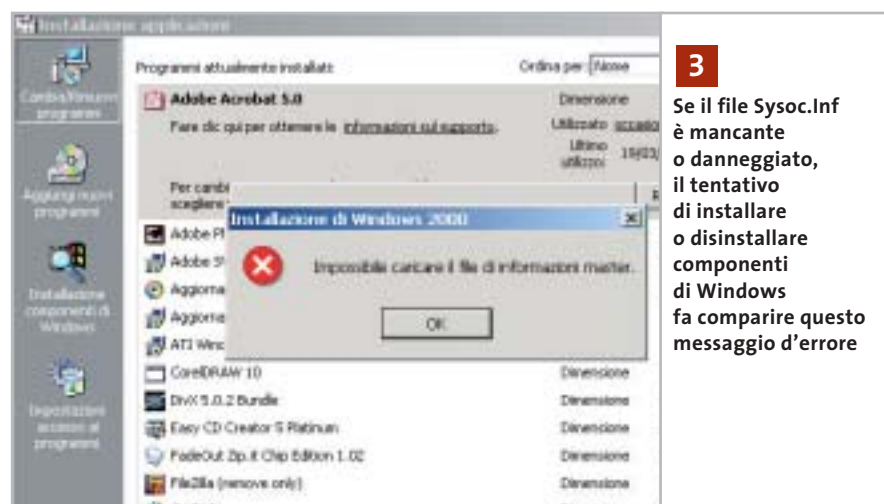 Installazione applicazioni
Cambia/Rimuovi
programmi
Aggiungi nuovi
programmi
Installazione
componenti di
Windows
Impostazioni
accesso ai
programmi
Programmi attualmente installati:
Ordina per: Nome
Adobe Acrobat 5.0
Dimensione
Fare clic qui per ottenere le informazioni sul supporto.
Utilizzato
Ultimo
utilizzo:
Per cambi
scegliere
Installazione di Windows 2000
Impossibile caricare il file di informazioni master.
OK
Adobe
Adobe
Aggiorna
Aggiorna
ATI Winc
CorelDRAW 10
Dimensione
DivX 5.0.2 Bundle
Dimensione
Easy CD Creator 5 Platinum
Dimensione
FadeOut Zip.it Chip Edition 1.02
Dimensione
FileZilla (remove only)
Dimensione
3
Se il file Sysoc.Inf
è mancante
o danneggiato,
il tentativo
di installare
o disinstallare
componenti
di Windows
fa comparire questo
messaggio d'errore